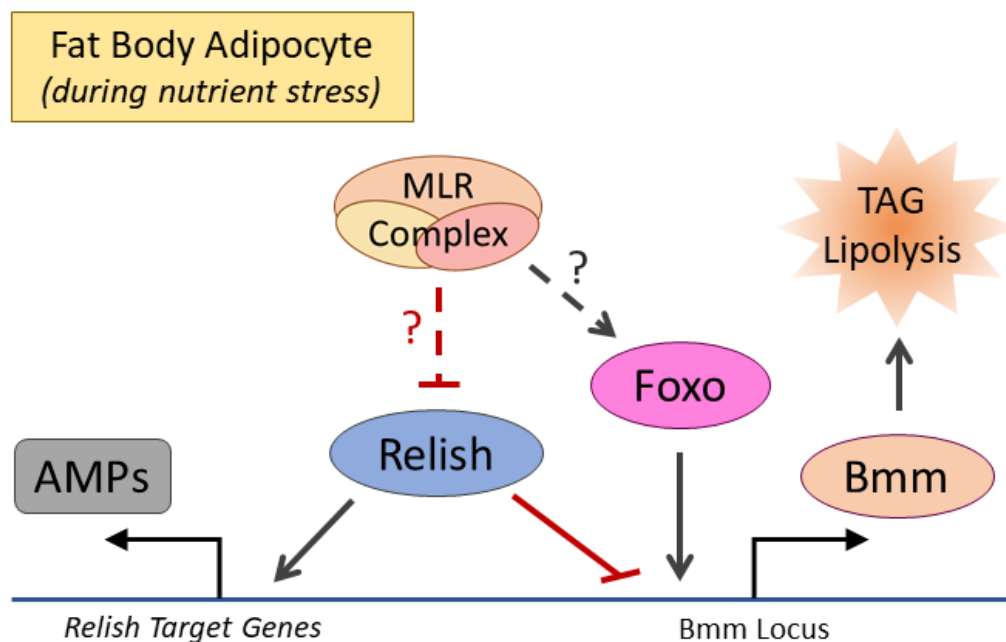 Fat Body Adipocyte
(during nutrient stress)
MLR
Complex
?
?
TAG
Lipolysis
Foxo
Relish
AMPs
Bmm
Relish Target Genes
Bmm Locus